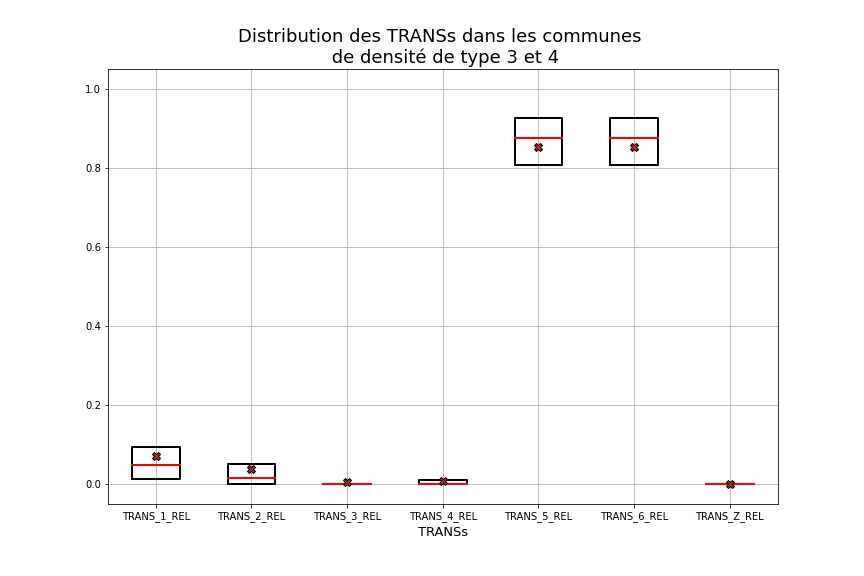 Distribution des TRANSs dans les communes
de densité de type 3 et 4
1.0
0.8
0.6
0.4
0.2
0.0
TRANS_1_REL TRANS_2_REL TRANS_3_REL TRANS_4_REL TRANS_5_REL TRANS_6_REL TRANS_Z_REL
TRANSs